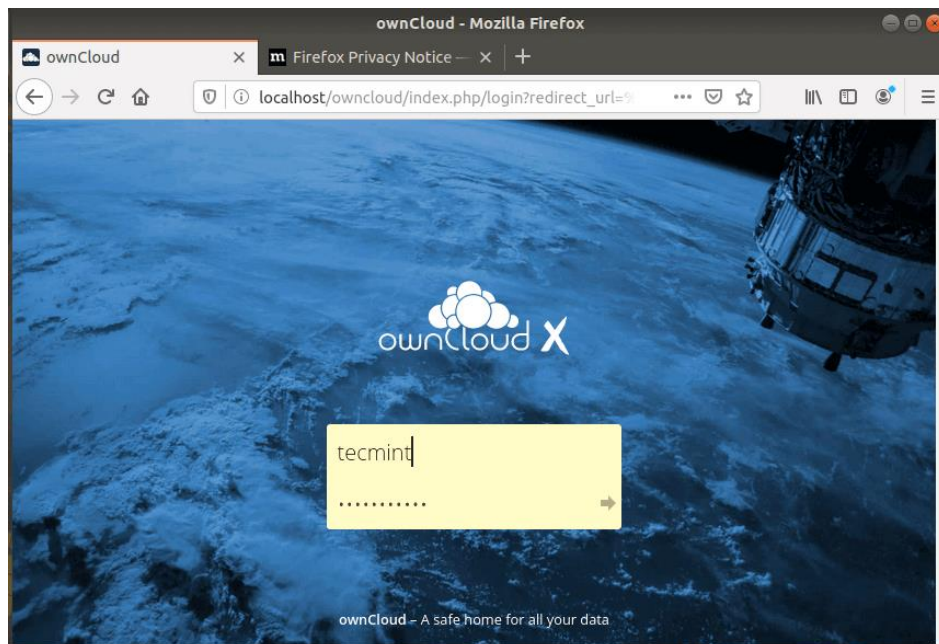 ownCloud - Mozilla Firefox
ownCloud
m Firefox Privacy Notice —
localhost/owncloud/index.php/login?redirect_url=
ownCloud X
tecmint
...........
ownCloud – A safe home for all your data